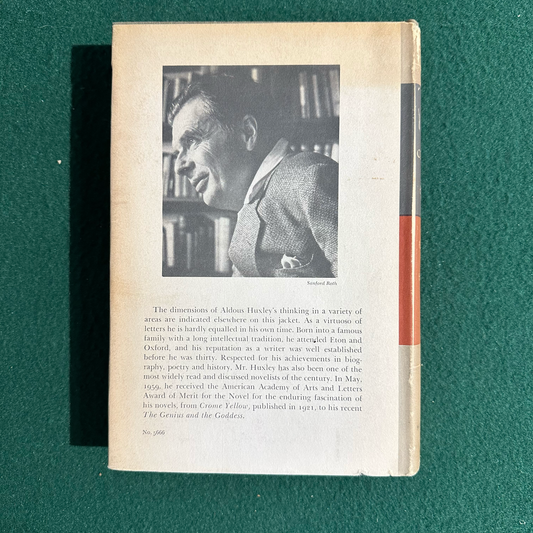 Sanford Roth
The dimensions of Aldous Huxley's thinking in a variety of
areas are indicated elsewhere on this jacket. As a virtuoso of
letters he is hardly equalled in his own time. Born into a famous
family with a long intellectual tradition, he attended Eton and
Oxford, and his reputation as a writer was well established
before he was thirty. Respected for his achievements in biog-
raphy, poetry and history, Mr. Huxley has also been one of the
most widely read and discussed novelists of the century. In May,
1959, he received the American Academy of Arts and Letters
Award of Merit for the Novel for the enduring fascination of
his novels, from Crome Yellow, published in 1921, to his recent
The Genius and the Goddess.
No. 5666